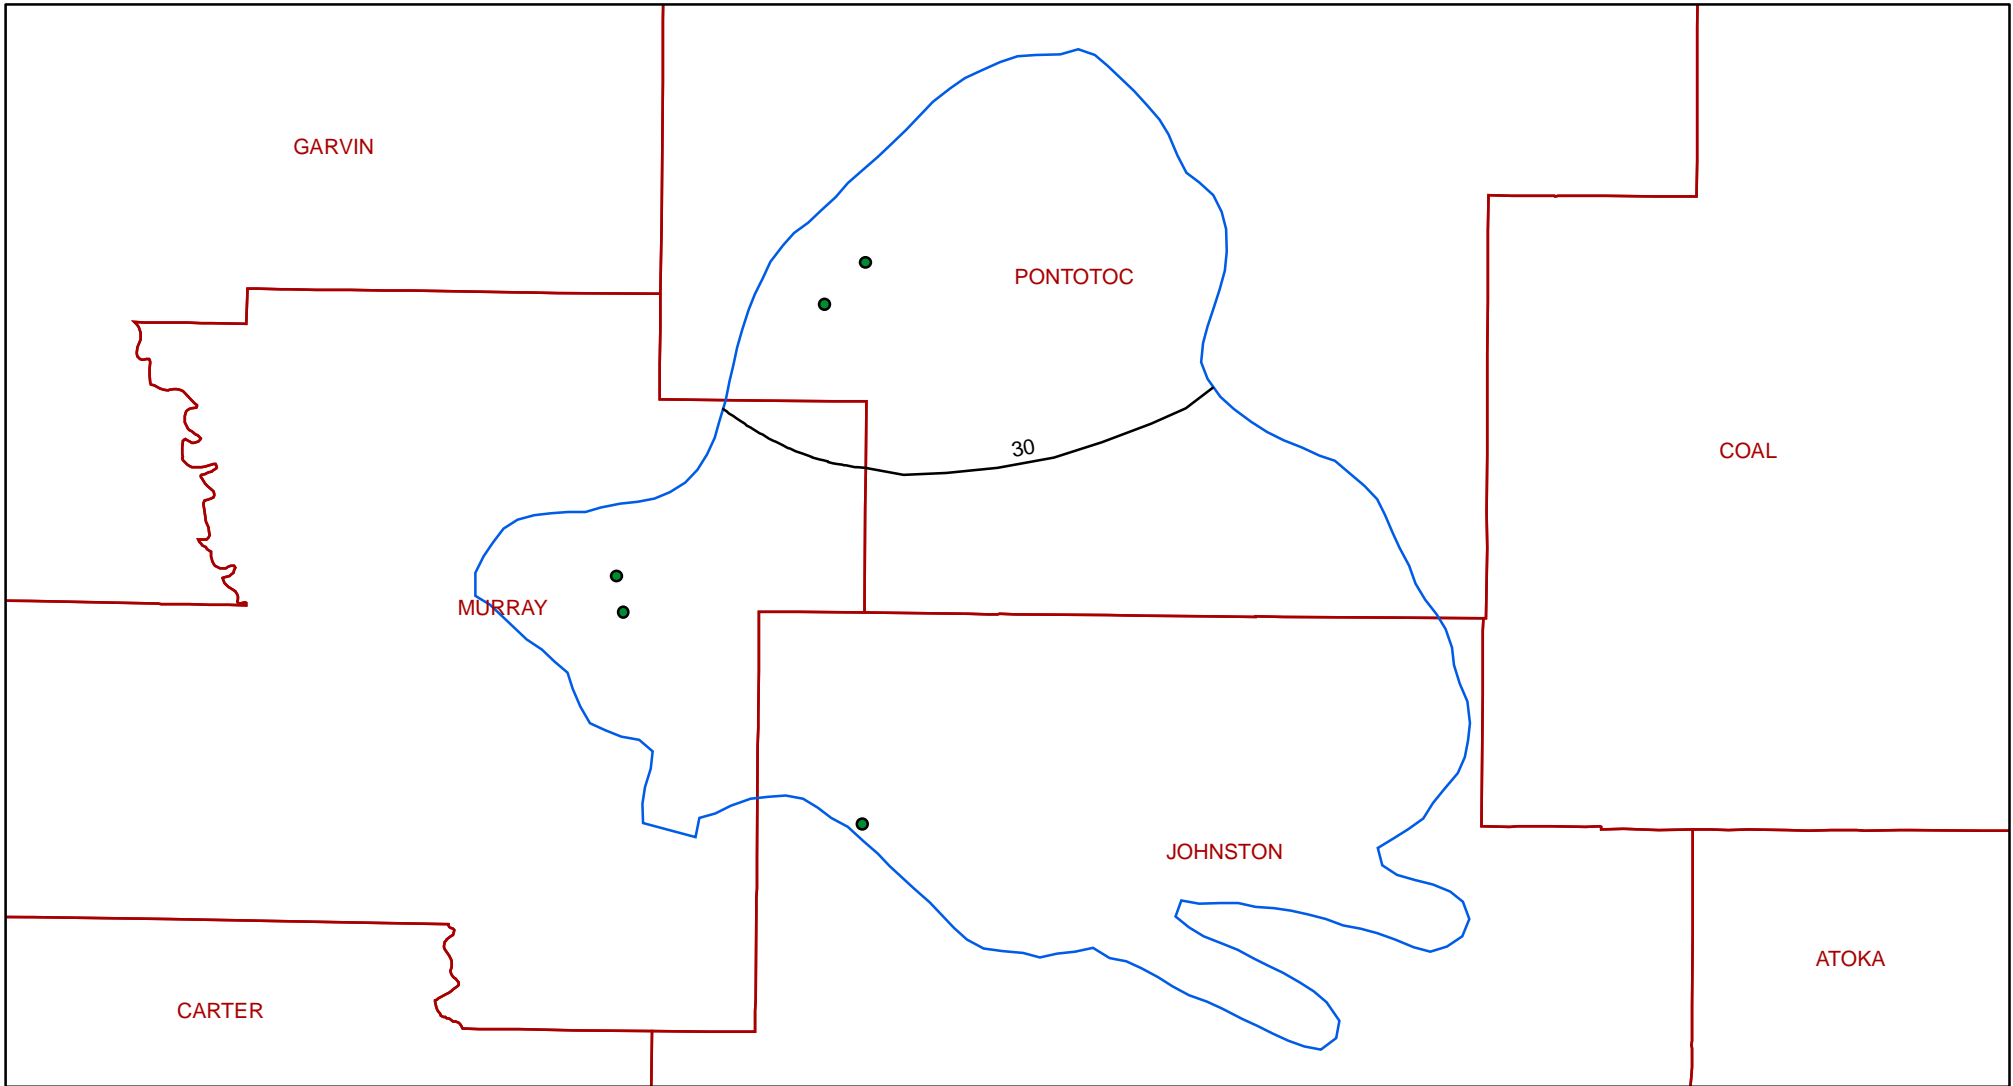 GARVIN
PONTOTOC
30
COAL
MURRAY
JOHNSTON
ATOKA
CARTER